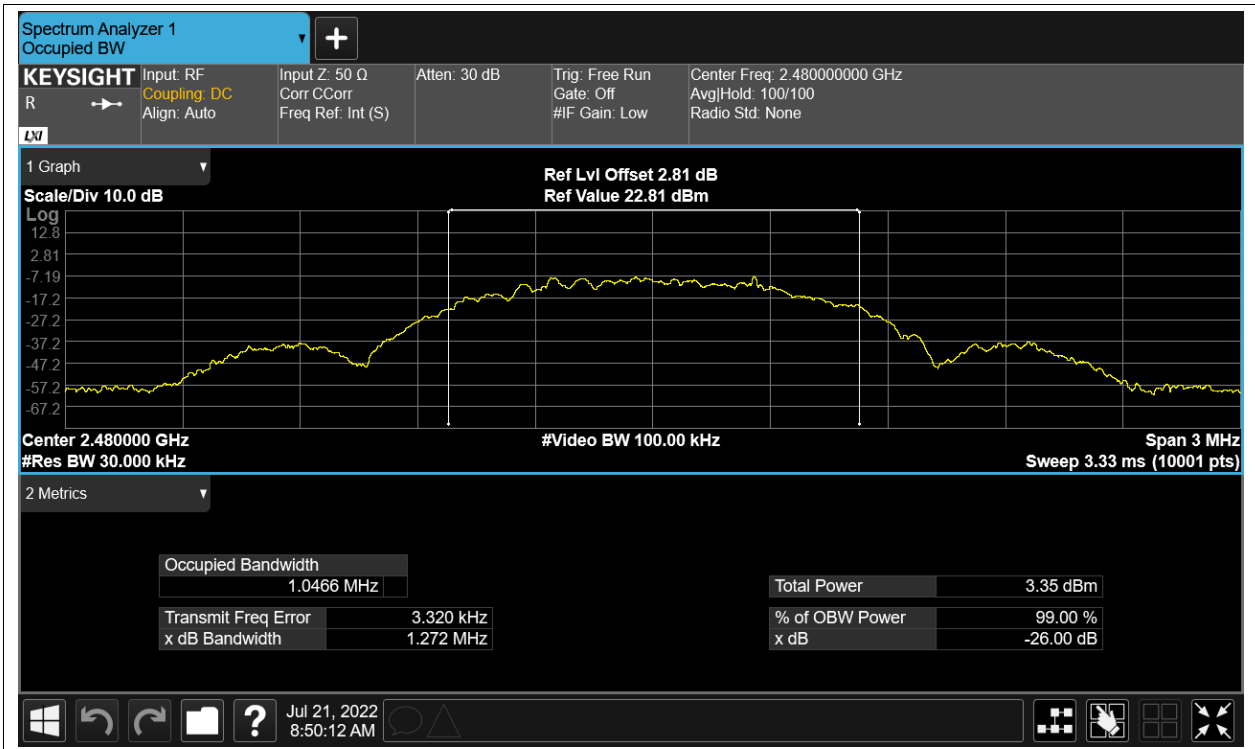 Spectrum Analyzer 1
Occupied BW
KEYSIGHT
R
LXI
Input: RF
Coupling: DC
Align: Auto
Input Z: 50 Ω
Corr CCorr
Freq Ref: Int (S)
Atten: 30 dB
Trig: Free Run
Gate: Off
#IF Gain: Low
Center Freq: 2.480000000 GHz
Avg|Hold: 100/100
Radio Std: None
1 Graph
Scale/Div 10.0 dB
Ref Lvl Offset 2.81 dB
Ref Value 22.81 dBm
Log
12.8
2.81
-7.19
-17.2
-27.2
-37.2
-47.2
-57.2
-67.2
Center 2.480000 GHz
#Video BW 100.00 kHz
Span 3 MHz
#Res BW 30.000 kHz
Sweep 3.33 ms (10001 pts)
2 Metrics
Occupied Bandwidth
1.0466 MHz
Total Power 3.35 dBm
Transmit Freq Error 3.320 kHz
% of OBW Power 99.00 %
x dB Bandwidth 1.272 MHz
x dB -26.00 dB
?
Jul 21, 2022
8:50:12 AM